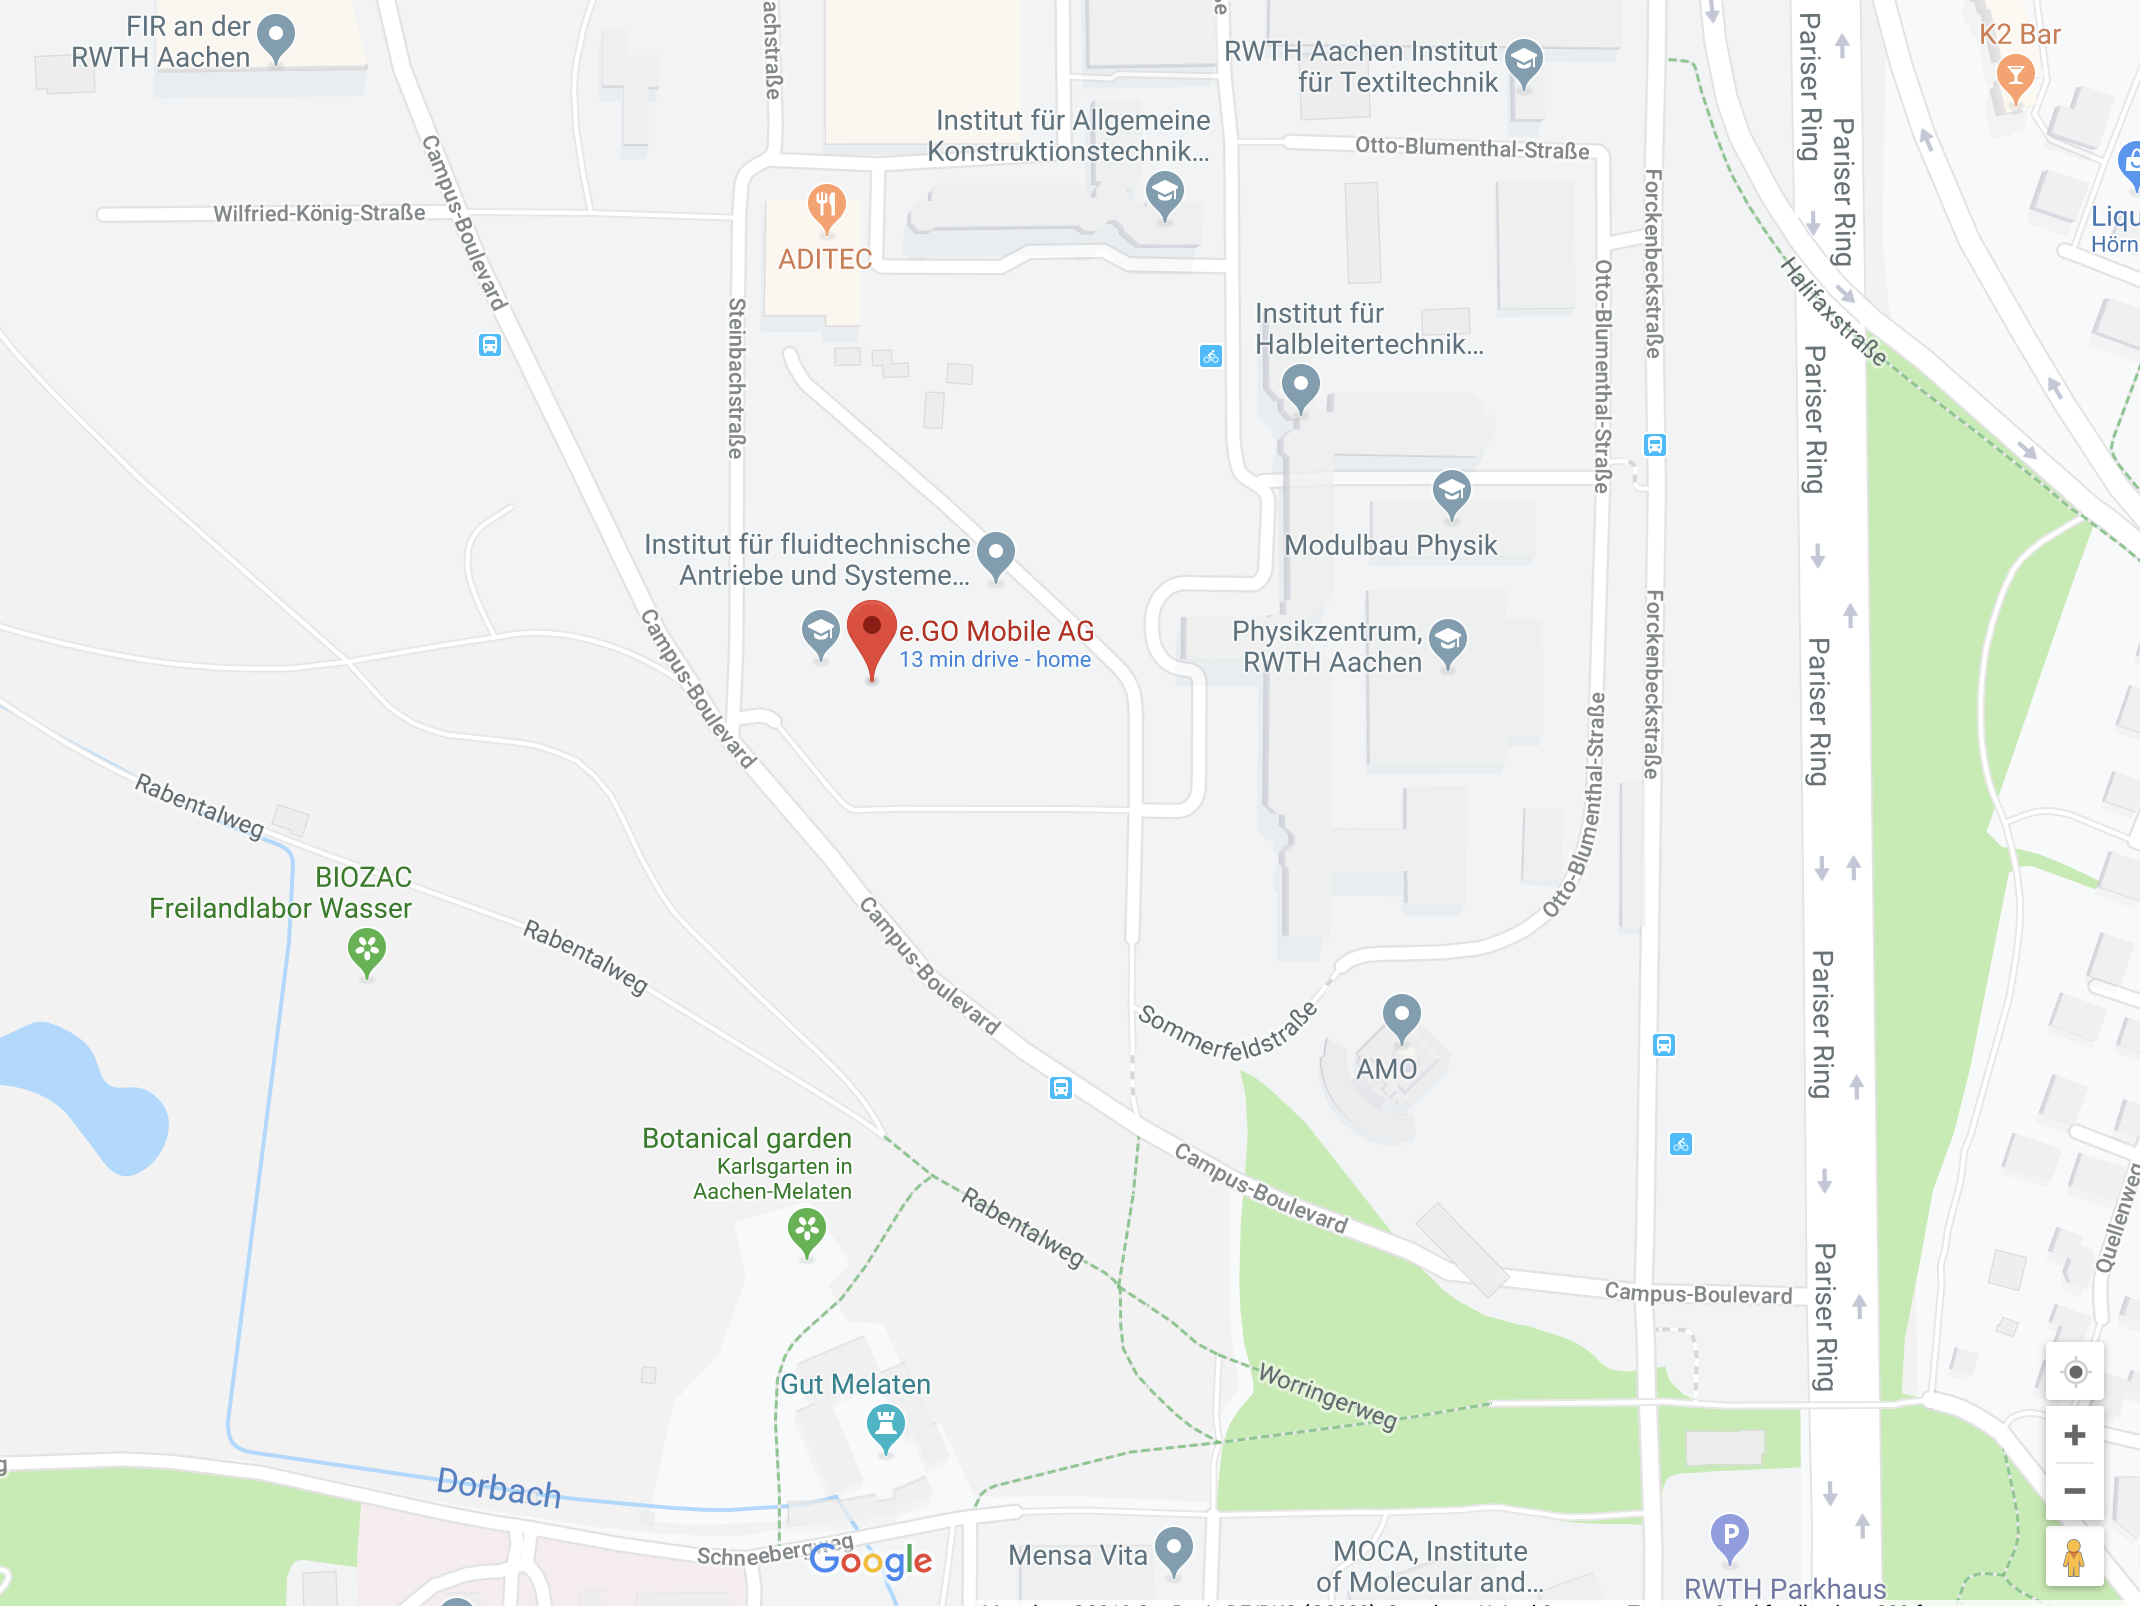 FIR an der
RWTH Aachen
Campus-Boulevard
achstraße
RWTH Aachen Institut
für Textiltechnik
Pariser Ring
Pariser Ring
K2 Bar
Institut für Allgemeine
Konstruktionstechnik...
Otto-Blumenthal-Straße
Forckenbeckstraße
Wilfried-König-Straße
ADITEC
Liqu
Hörn
Halifaxstraße
Steinbachstraße
Institut für
Halbleitertechnik...
Otto-Blumenthal-Straße
Pariser Ring
Institut für fluidtechnische
Antriebe und Systeme...
Modulbau Physik
e.GO Mobile AG
13 min drive - home
Physikzentrum,
RWTH Aachen
Forckenbeckstraße
Campus-Boulevard
Pariser Ring
Otto-Blumenthal-Straße
Rabentalweg
BIOZAC
Freilandlabor Wasser
Rabentalweg
Campus-Boulevard
Pariser Ring
Sommerfeldstraße
AMO
Botanical garden
Karlsgarten in
Aachen-Melaten
Rabentalweg
Campus-Boulevard
Quellenweg
Campus-Boulevard
Pariser Ring
Gut Melaten
Worringerweg
Dorbach
Schneebergweg
Google
Mensa Vita
MOCA, Institute
of Molecular and...
P
RWTH Parkhaus